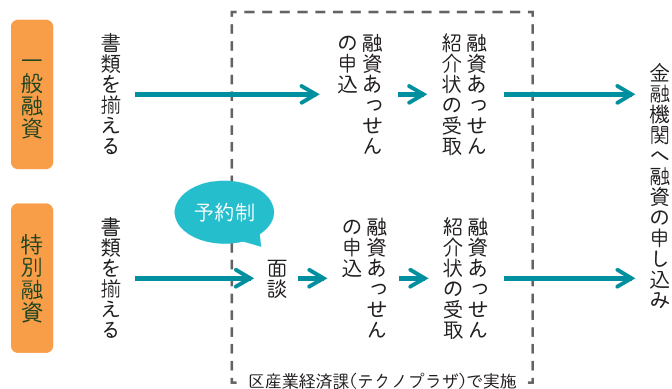 一般融資
書類を揃える
融資あっせん
の申込
融資あっせん
紹介状の受取
金融機関へ融資の申し込み
特別融資
書類を揃える
予約制
面談
融資あっせん
の申込
融資あっせん
紹介状の受取
区産業経済課(テクノプラザ)で実施